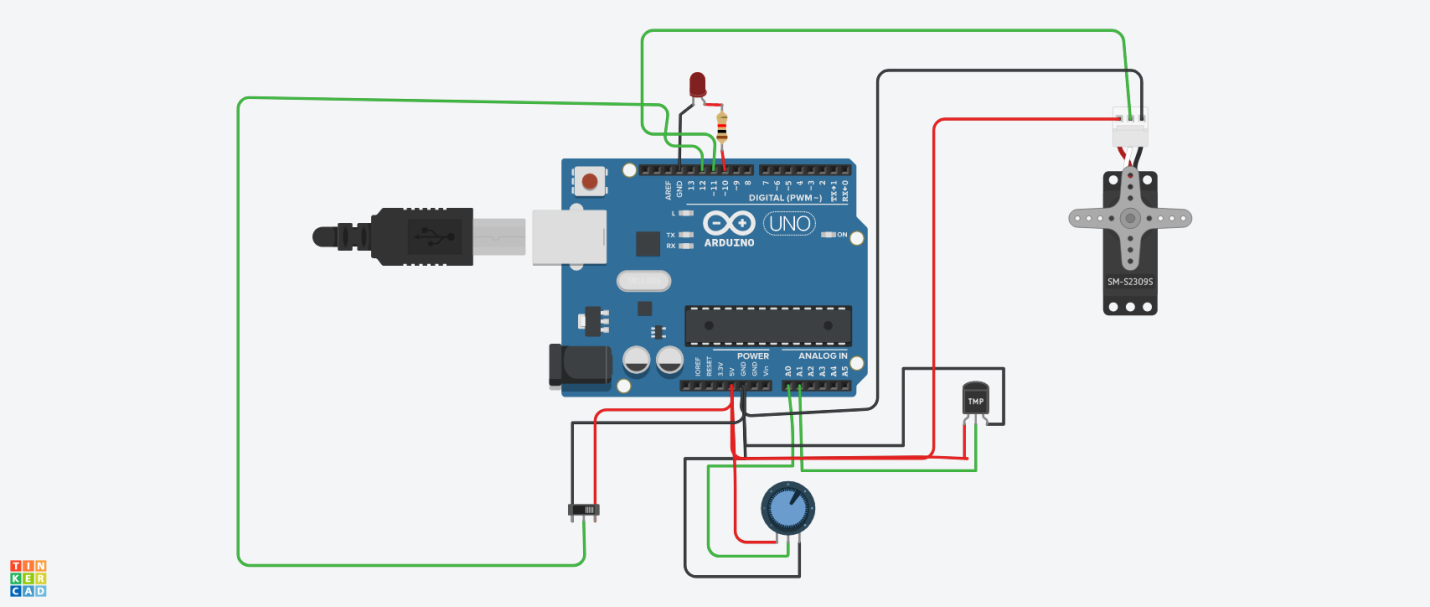 AREF
GND
13
12
~11
~10
~9
8
7
~6
~5
4
~3
2
TX→1
RX←0
DIGITAL (PWM~)
L
TX
RX
ARDUINO
UNO
ON
SM-S2309S
POWER
ANALOG IN
IOREF
RESET
3.3V
5V
GND
GND
Vin
A0
A1
A2
A3
A4
A5
TMP
TIN
KER
CAD